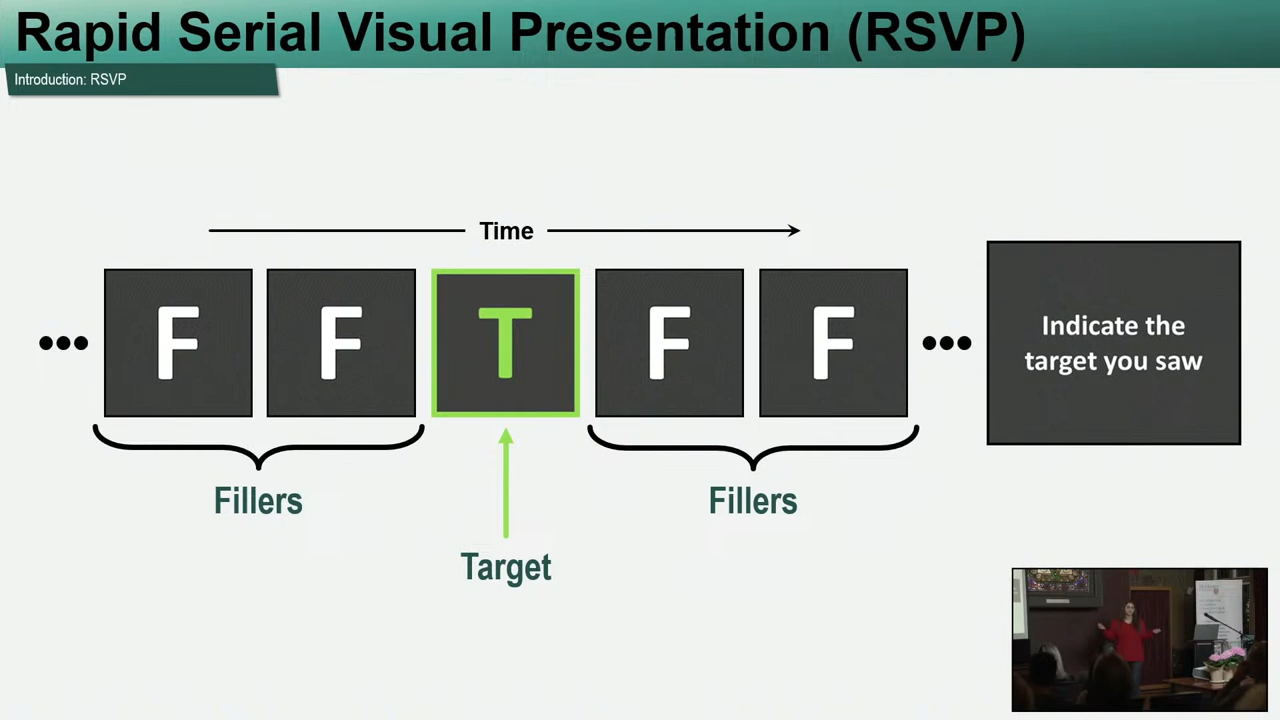 Rapid Serial Visual Presentation (RSVP)
Introduction: RSVP
Time
F
F
T
F
F
Indicate the
target you saw
Fillers
Fillers
Target